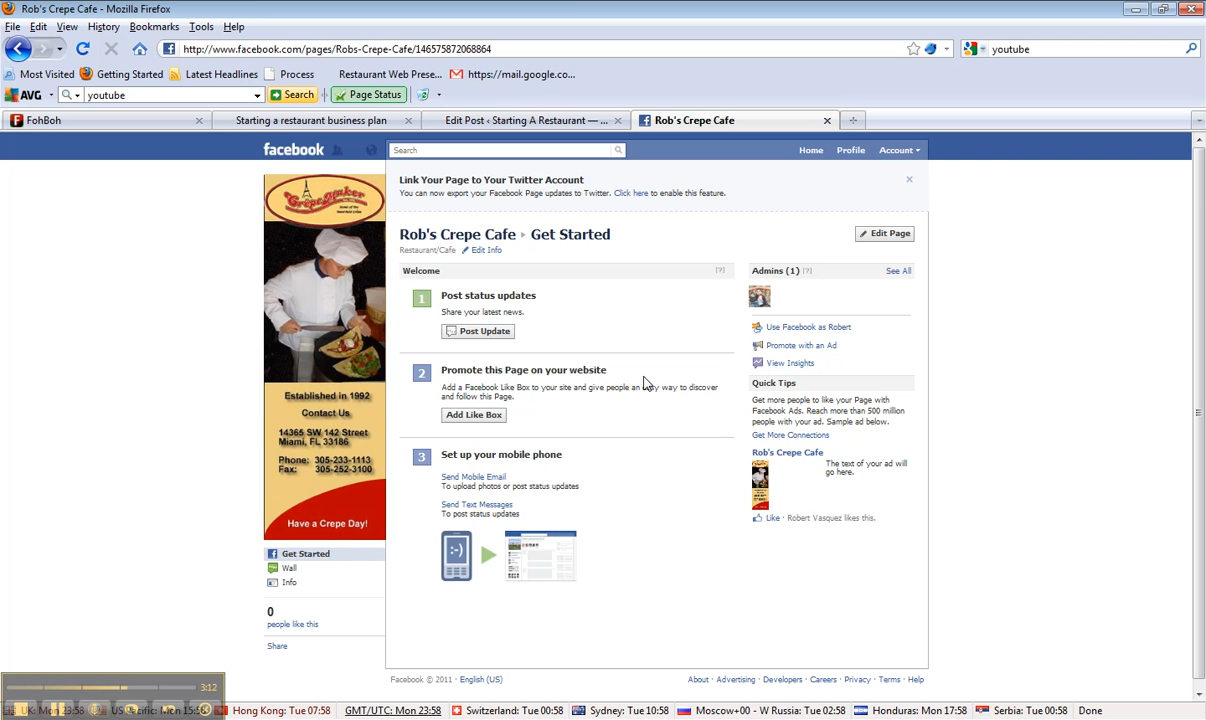 Rob's Crepe Cafe - Mozilla Firefox
File Edit View History Bookmarks Tools Help
http://www.facebook.com/pages/Robs-Crepe-Cafe/146575872068864
youtube
Most Visited Getting Started Latest Headlines Process Restaurant Web Prese... https://mail.google.co...
AVG youtube Search Page Status
FohBoh Starting a restaurant business plan Edit Post ‹ Starting A Restaurant — ... Rob's Crepe Cafe
facebook Search Home Profile Account
Link Your Page to Your Twitter Account
You can now export your Facebook Page updates to Twitter. Click here to enable this feature.
CrepeMaker
Rob's Crepe Cafe ▸ Get Started
Edit Page
Restaurant/Cafe Edit Info
Welcome [?]
1 Post status updates
Share your latest news.
Post Update
2 Promote this Page on your website
Add a Facebook Like Box to your site and give people an way to discover
and follow this Page.
Add Like Box
3 Set up your mobile phone
Send Mobile Email
To upload photos or post status updates
Send Text Messages
To post status updates
:-)
Admins (1) [?] See All
Use Facebook as Robert
Promote with an Ad
View Insights
Quick Tips
Get more people to like your Page with
Facebook Ads. Reach more than 500 million
people with your ad. Sample ad below.
Get More Connections
Rob's Crepe Cafe
The text of your ad will
go here.
Like · Robert Vasquez likes this.
Established in 1992
Contact Us
14365 SW 142 Street
Miami, FL 33186
Phone: 305-233-1113
Fax: 305-252-3100
Have a Crepe Day!
Get Started
Wall
Info
0
people like this
Share
Facebook © 2011 · English (US)
About · Advertising · Developers · Careers · Privacy · Terms · Help
3:12
UK: Mon 23:58 US Pacific: Mon 15:58 Hong Kong: Tue 07:58 GMT/UTC: Mon 23:58 Switzerland: Tue 00:58 Sydney: Tue 10:58 Moscow+00 - W Russia: Tue 02:58 Honduras: Mon 17:58 Serbia: Tue 00:58 Done